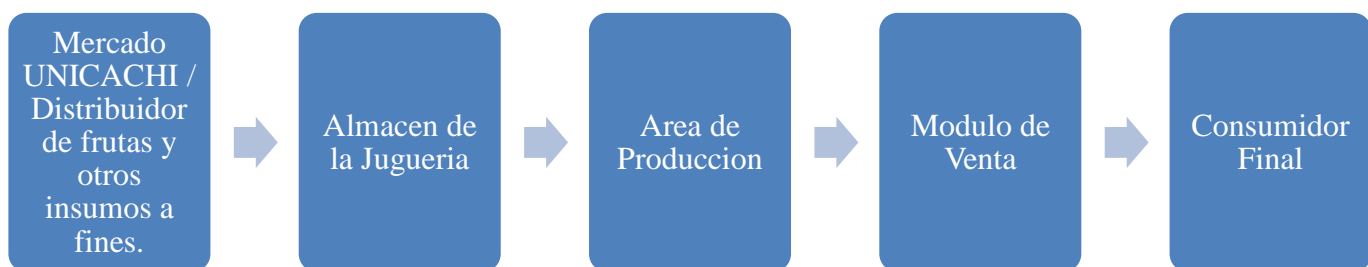 Mercado
UNICACHI /
Distribuidor
de frutas y
otros
insumos a
fines.
Almacen de
la Jugueria
Area de
Produccion
Modulo de
Venta
Consumidor
Final